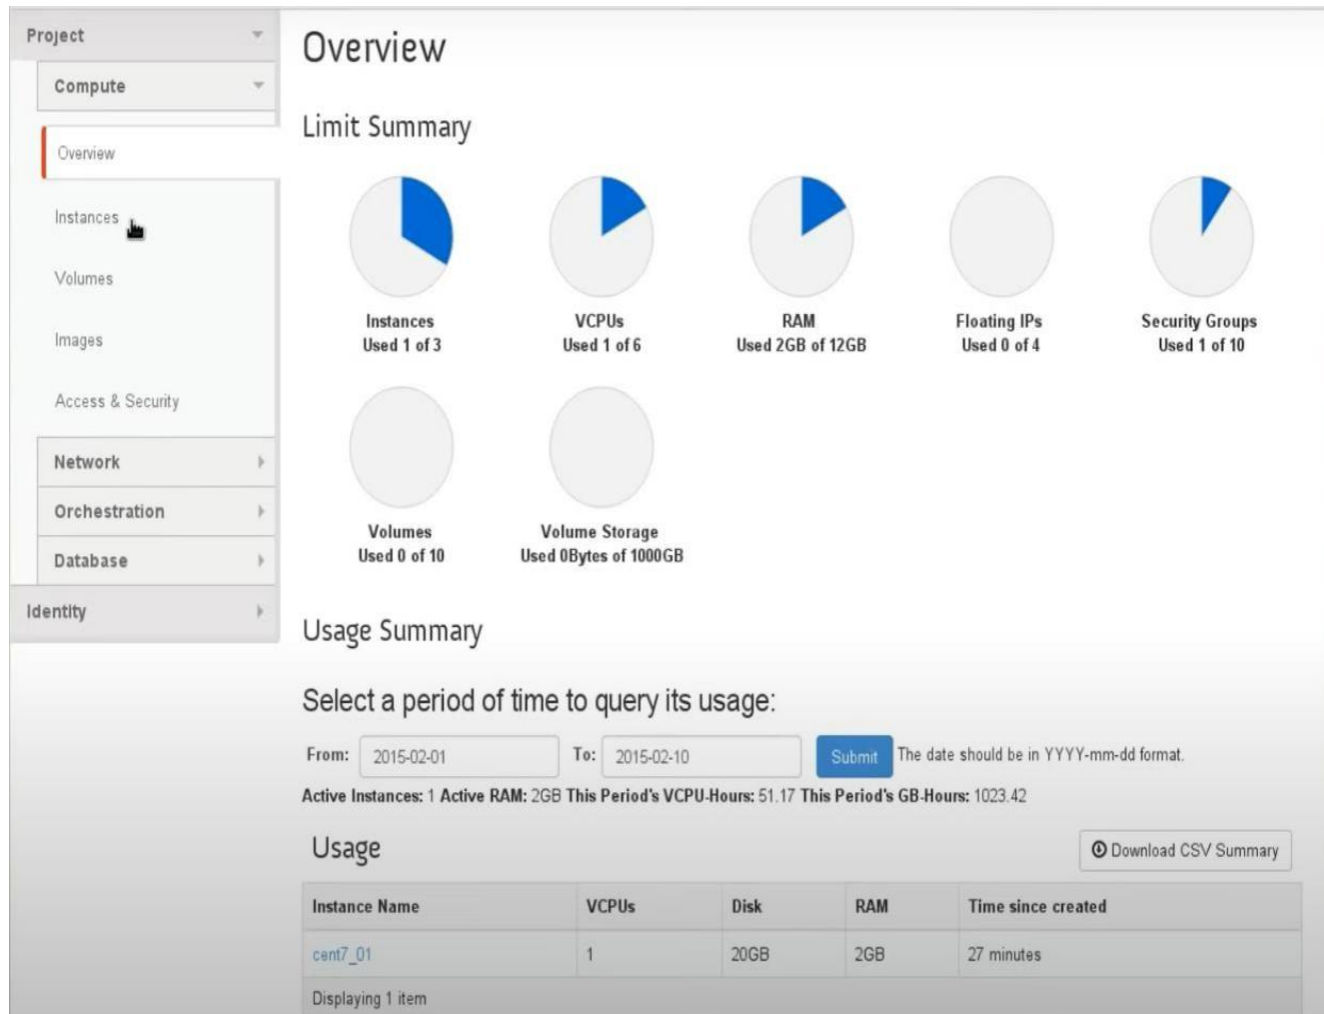 Project
Compute
Overview
Instances
Volumes
Images
Access & Security
Network
Orchestration
Database
Identity
Overview
Limit Summary
Instances
Used 1 of 3
VCPUs
Used 1 of 6
RAM
Used 2GB of 12GB
Floating IPs
Used 0 of 4
Security Groups
Used 1 of 10
Volumes
Used 0 of 10
Volume Storage
Used 0Bytes of 1000GB
Usage Summary
Select a period of time to query its usage:
From: 2015-02-01 To: 2015-02-10 Submit The date should be in YYYY-mm-dd format.
Active Instances: 1 Active RAM: 2GB This Period's VCPU-Hours: 51.17 This Period's GB-Hours: 1023.42
Usage
Download CSV Summary
Instance Name VCPUs Disk RAM Time since created
cent7_01 1 20GB 2GB 27 minutes
Displaying 1 item